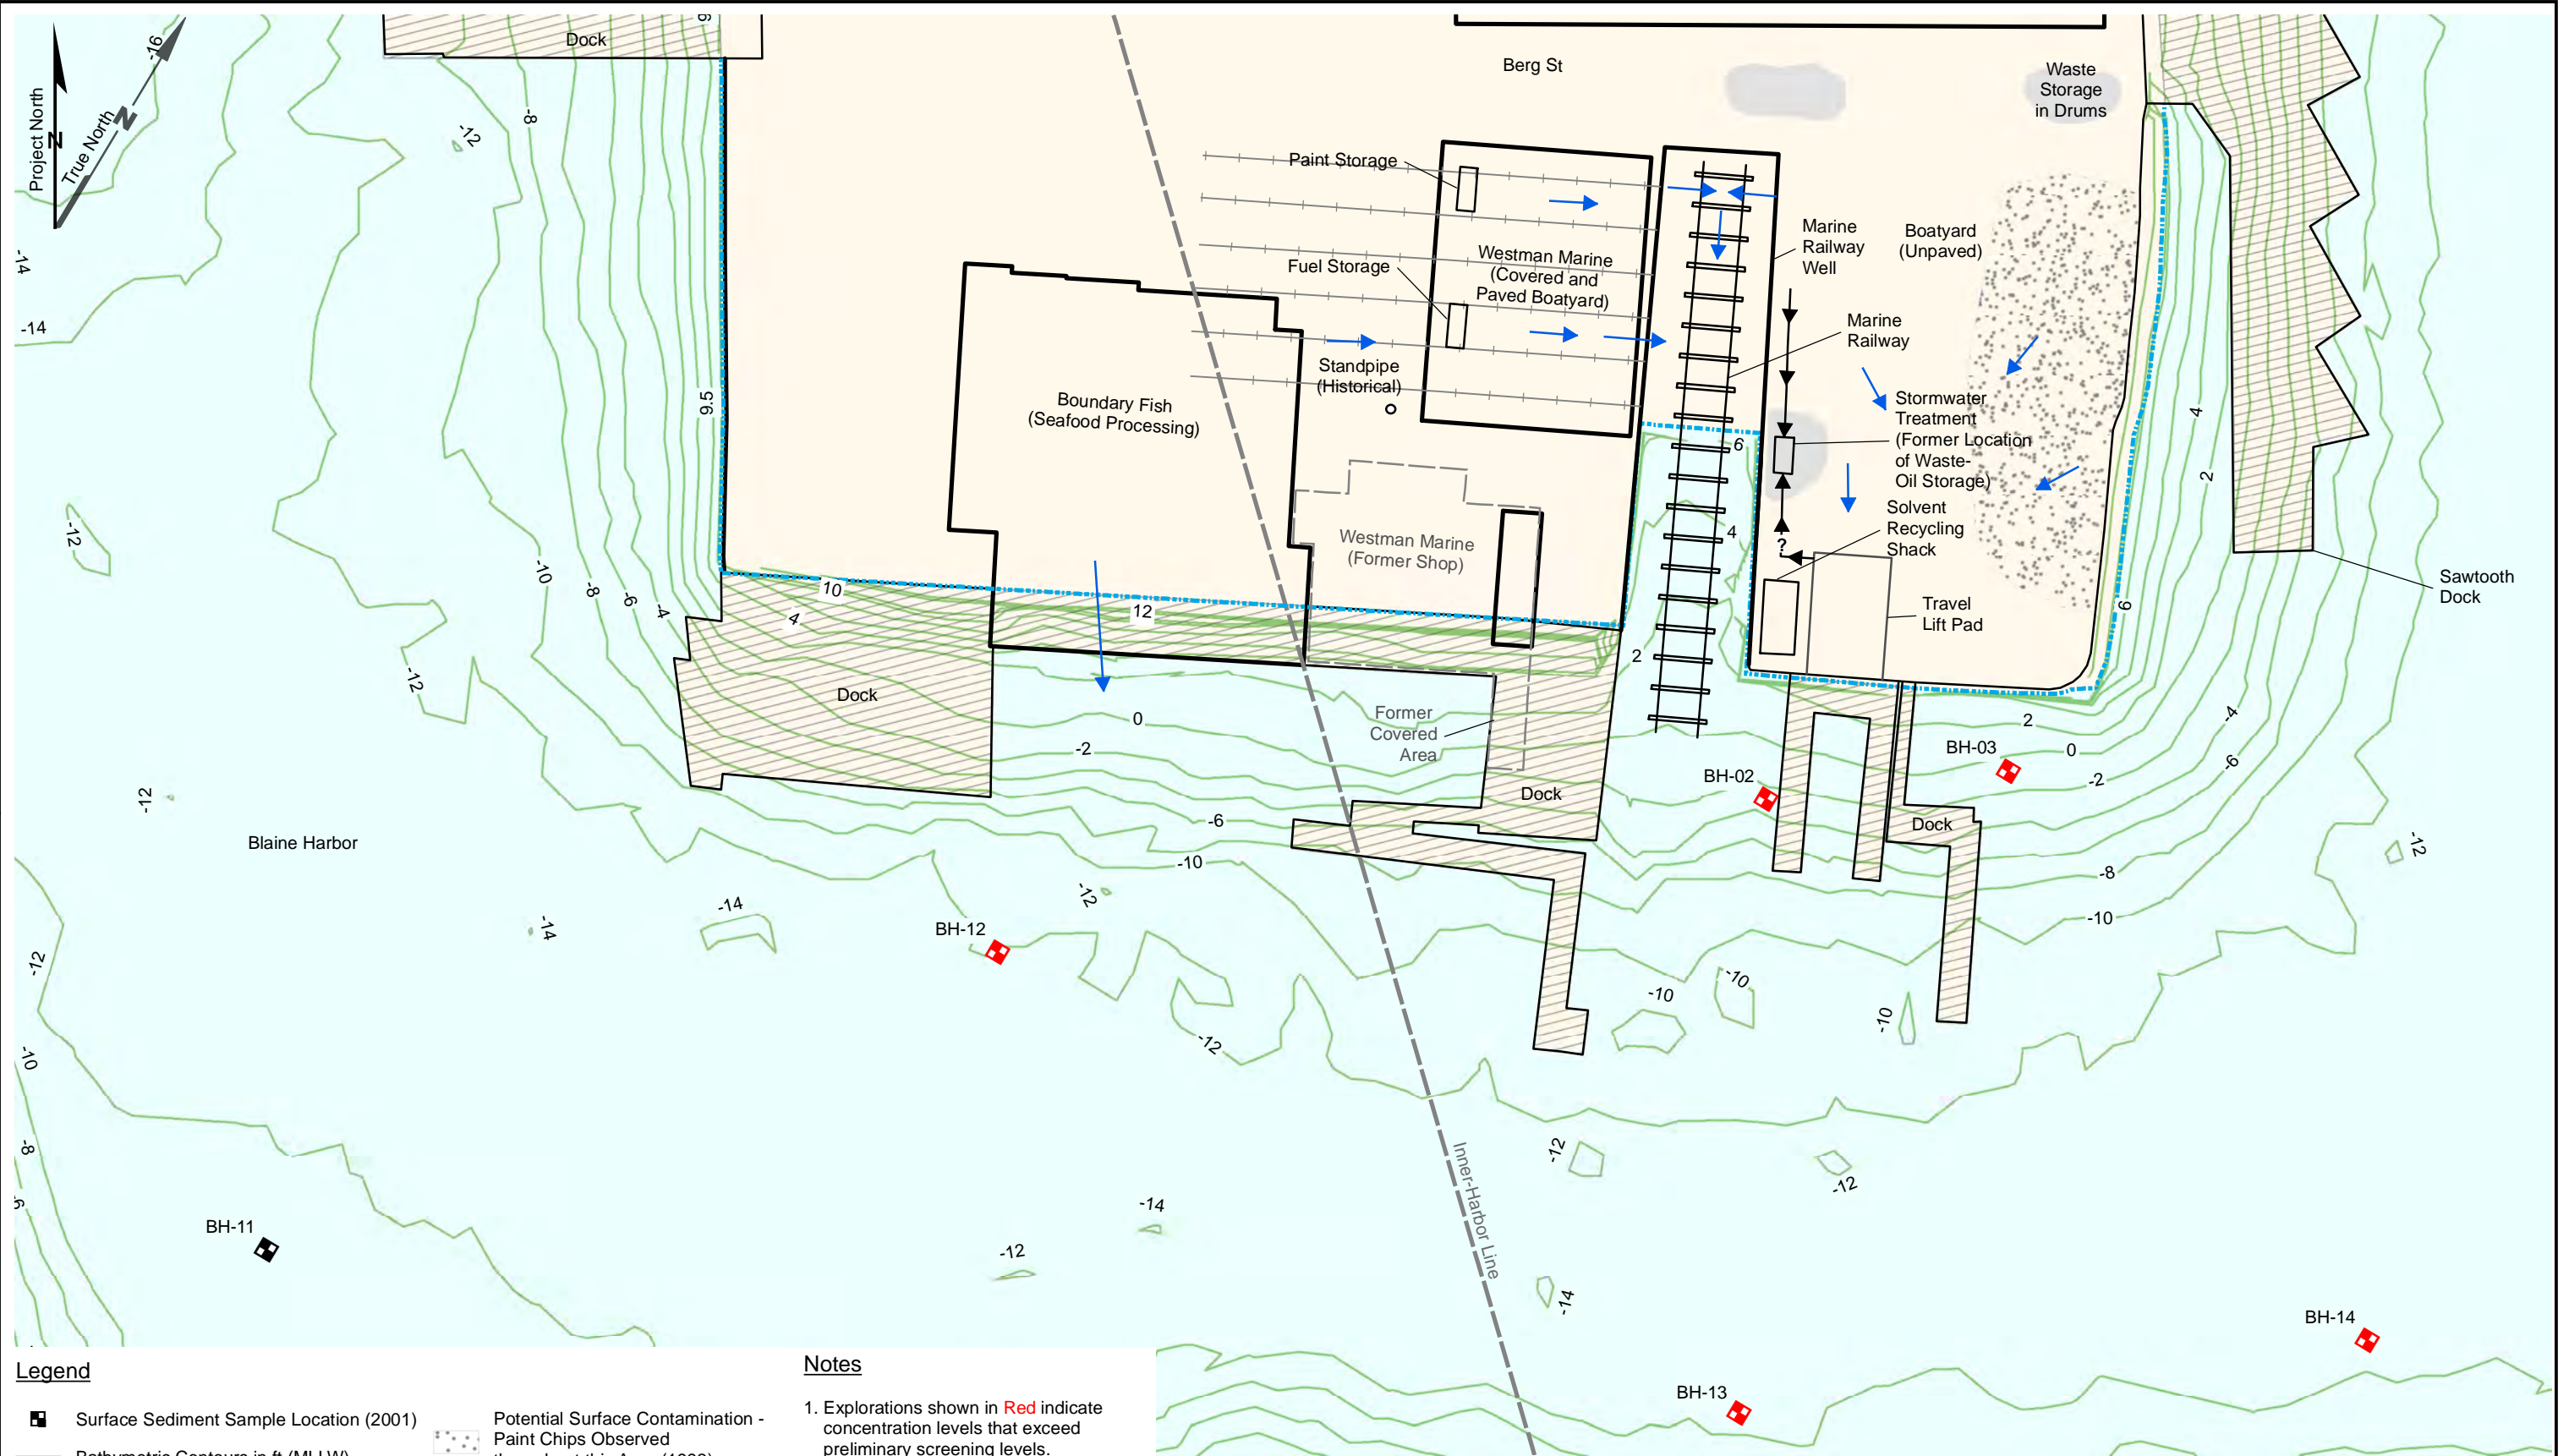 Project North
N
True North
N
-16
Dock
9
-8
-12
Berg St
Waste
Storage
in Drums
Paint Storage
Fuel Storage
Westman Marine
(Covered and
Paved Boatyard)
Marine
Railway
Well
Boatyard
(Unpaved)
-14
-14
Marine
Railway
Standpipe
(Historical)
Boundary Fish
(Seafood Processing)
9.5
Stormwater
Treatment
(Former Location
of Waste-
Oil Storage)
6
4
2
Solvent
Recycling
Shack
4
?
Westman Marine
(Former Shop)
-12
-10
-8
-6
-4
10
4
12
Travel
Lift Pad
6
Sawtooth
Dock
2
-12
Dock
0
-2
Former
Covered
Area
2
0
-2
-4
-6
BH-03
BH-02
Dock
Dock
-12
Blaine Harbor
-6
-10
-8
-10
-12
-12
-14
-14
BH-12
-12
-10
-10
-10
-12
-10
-8
6
-12
-12
Inner-Harbor Line
-14
-12
-14
BH-11
BH-14
BH-13
Legend
Surface Sediment Sample Location (2001)
Potential Surface Contamination -
Paint Chips Observed
Notes
1. Explorations shown in Red indicate
concentration levels that exceed
preliminary screening levels.